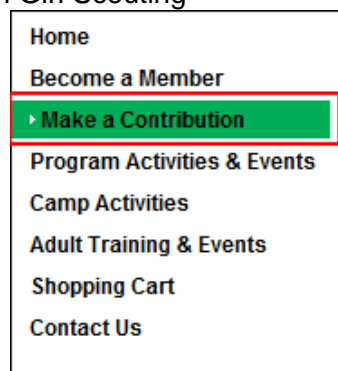 Girl Scouting
Home
Become a Member
Make a Contribution
Program Activities & Events
Camp Activities
Adult Training & Events
Shopping Cart
Contact Us